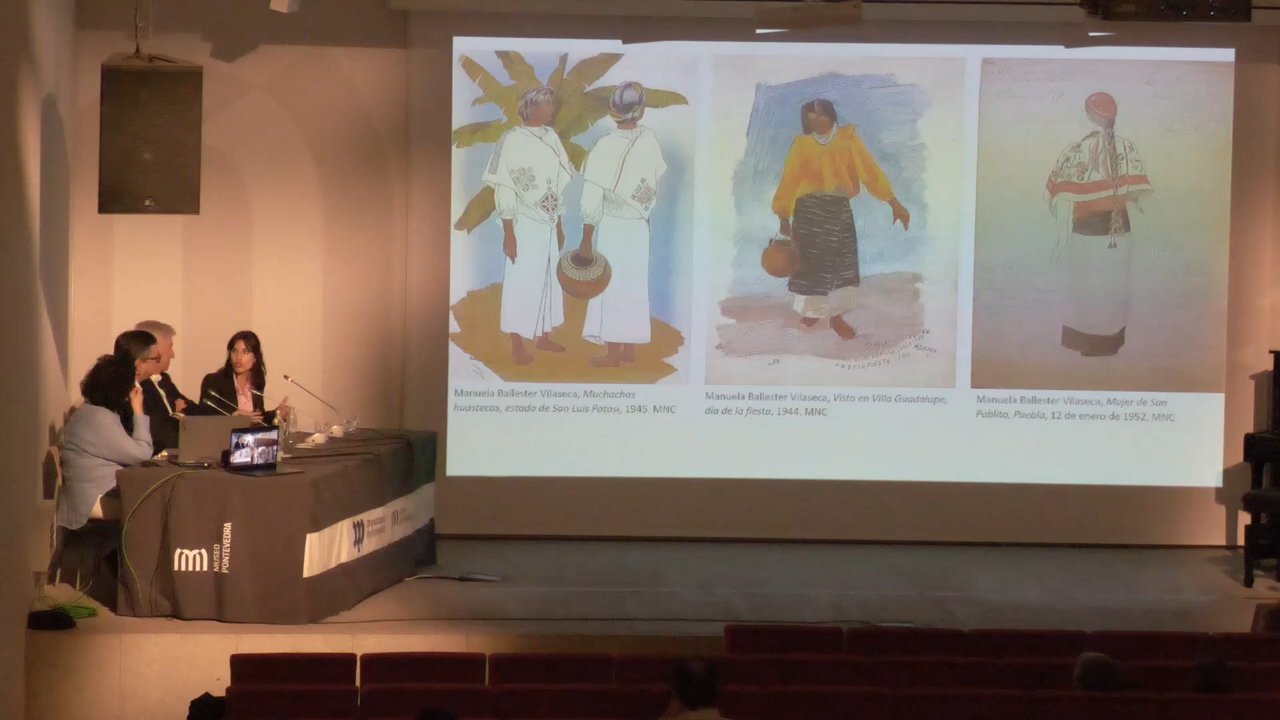 Manuela Ballester Vilaseca, Muchachas
huastecas, estado de San Luis Potosí, 1945. MNC
Manuela Ballester Vilaseca, Visto en Villa Guadalupe,
día de la fiesta, 1944. MNC
Manuela Ballester Vilaseca, Mujer de San
Pablito, Puebla, 12 de enero de 1952. MNC
MUSEO
PONTEVEDRA